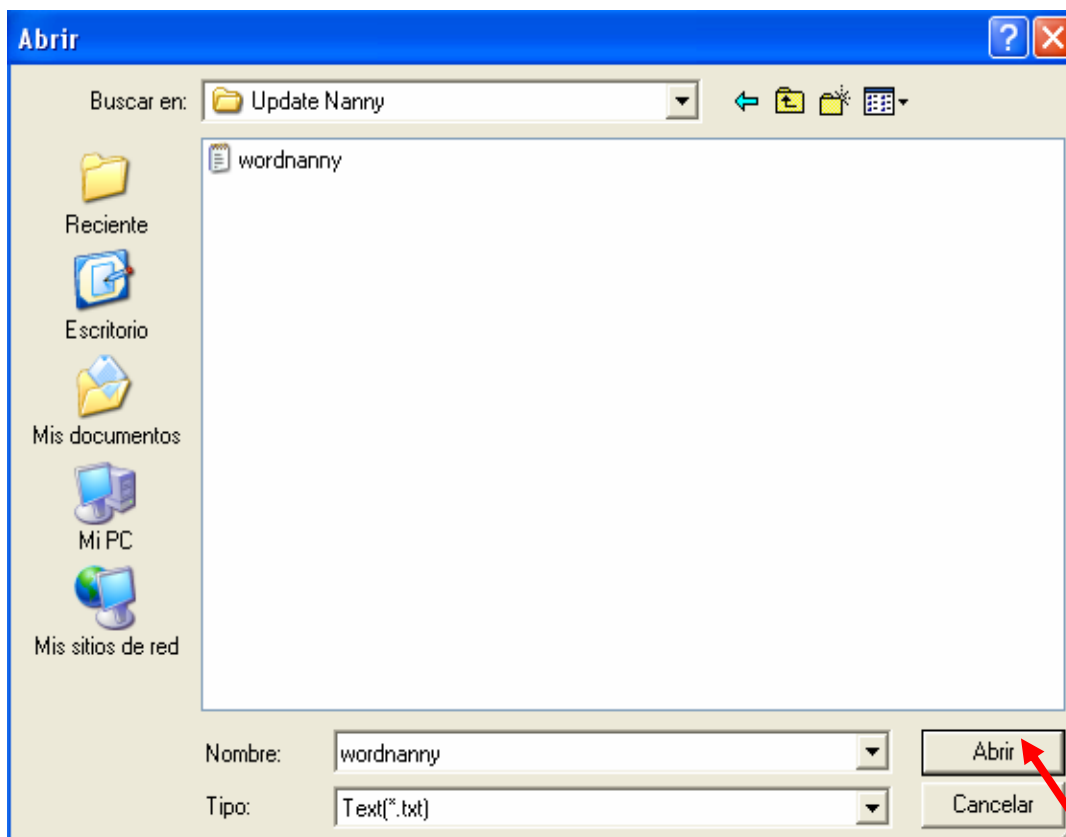 Abrir
Buscar en: Update Nanny
wordnanny
Reciente
Escritorio
Mis documentos
Mi PC
Mis sitios de red
Nombre: wordnanny Abrir
Tipo: Text(*.txt) Cancelar